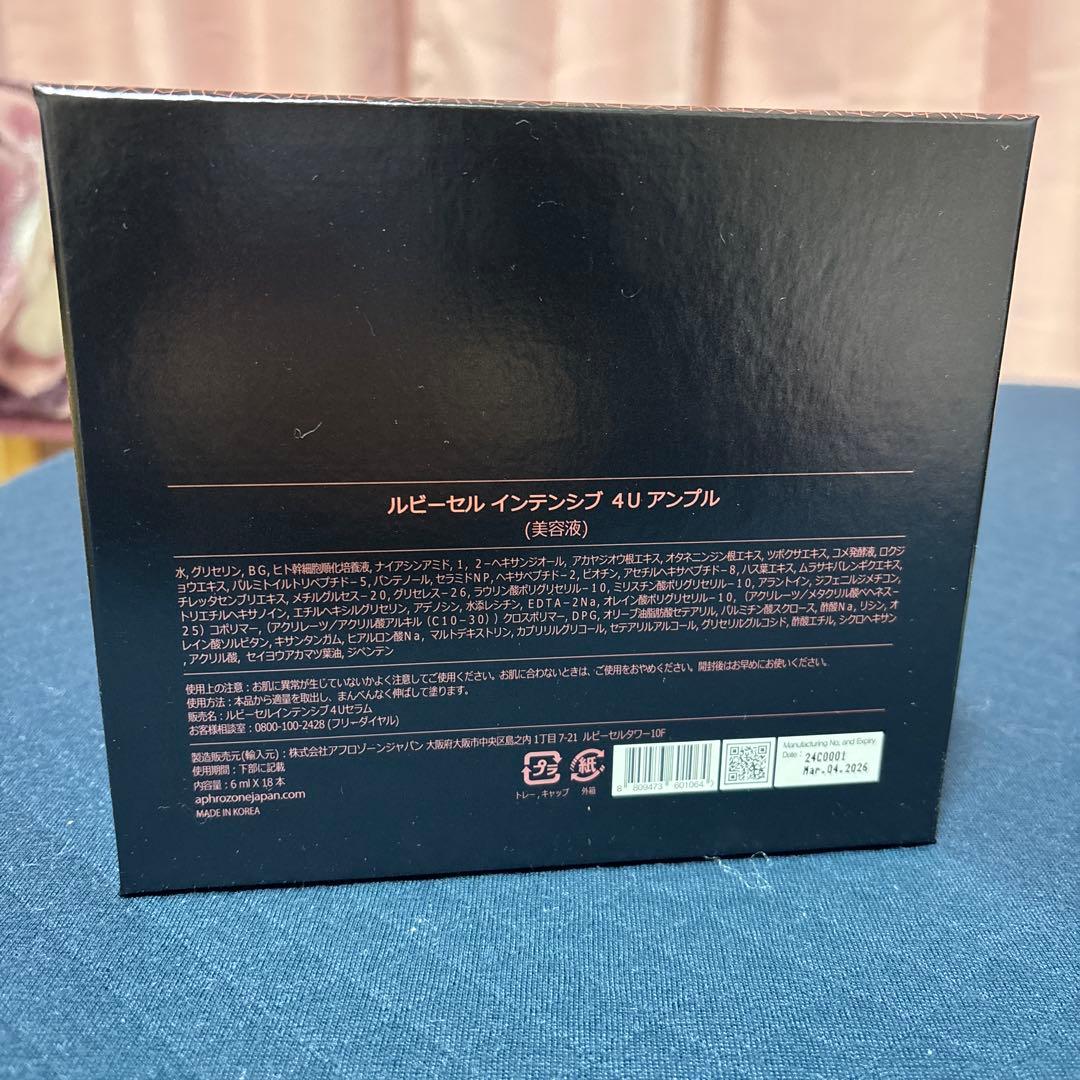 ルビーセル インテンシブ 4U アンプル
(美容液)
水, グリセリン, BG, ヒト幹細胞順化培養液, ナイアシンアミド, 1, 2-ヘキサンジオール, アカヤジオウ根エキス, オタネニンジン根エキス, ツボクサエキス, コメ発酵液, ロクジ
ョウエキス, パルミトイルトリペプチド-5, パンテノール, セラミドNP, ヘキサペプチド-2, ビオチン, アセチルヘキサペプチド-8, ハス葉エキス, ムラサキバレンギクエキス,
チレッタセンブリエキス, メチルグルセス-20, グリセレス-26, ラウリン酸ポリグリセリル-10, ミリスチン酸ポリグリセリル-10, アラントイン, ジフェニルジメチコン,
トリエチルヘキサノイン, エチルヘキシルグリセリン, アデノシン, 水添レシチン, EDTA-2Na, オレイン酸ポリグリセリル-10, (アクリレーツ/メタクリル酸ベヘネス-
25) コポリマー, (アクリレーツ/アクリル酸アルキル(C10-30)) クロスポリマー, DPG, オリーブ油脂肪酸セテアリル, パルミチン酸スクロース, 酢酸Na, リシン, オ
レイン酸ソルビタン, キサンタンガム, ヒアルロン酸Na, マルトデキストリン, カプリリルグリコール, セテアリルアルコール, グリセリルグルコシド, 酢酸エチル, シクロヘキサン
, アクリル酸, セイヨウアカマツ葉油, ジペンテン
使用上の注意 : お肌に異常が生じていないかよく注意してご使用ください。お肌に合わないときは、ご使用をおやめください。開封後はお早めにお使いください。
使用方法 : 本品から適量を取出し、まんべんなく伸ばして塗ります。
販売名 : ルビーセルインテンシブ4Uセラム
お客様相談室 : 0800-100-2428 (フリーダイヤル)
製造販売元(輸入元) : 株式会社アフロゾーンジャパン 大阪府大阪市中央区島之内1丁目7-21 ルビーセルタワー10F
使用期間 : 下部に記載
内容量 : 6 ml X 18 本
aphrozonejapan.com
MADE IN KOREA
プラ
トレー, キャップ
紙
外箱
8 809473 601064
Manufacturing No. and Expiry
Date : 24C0001
Mar.04.2026